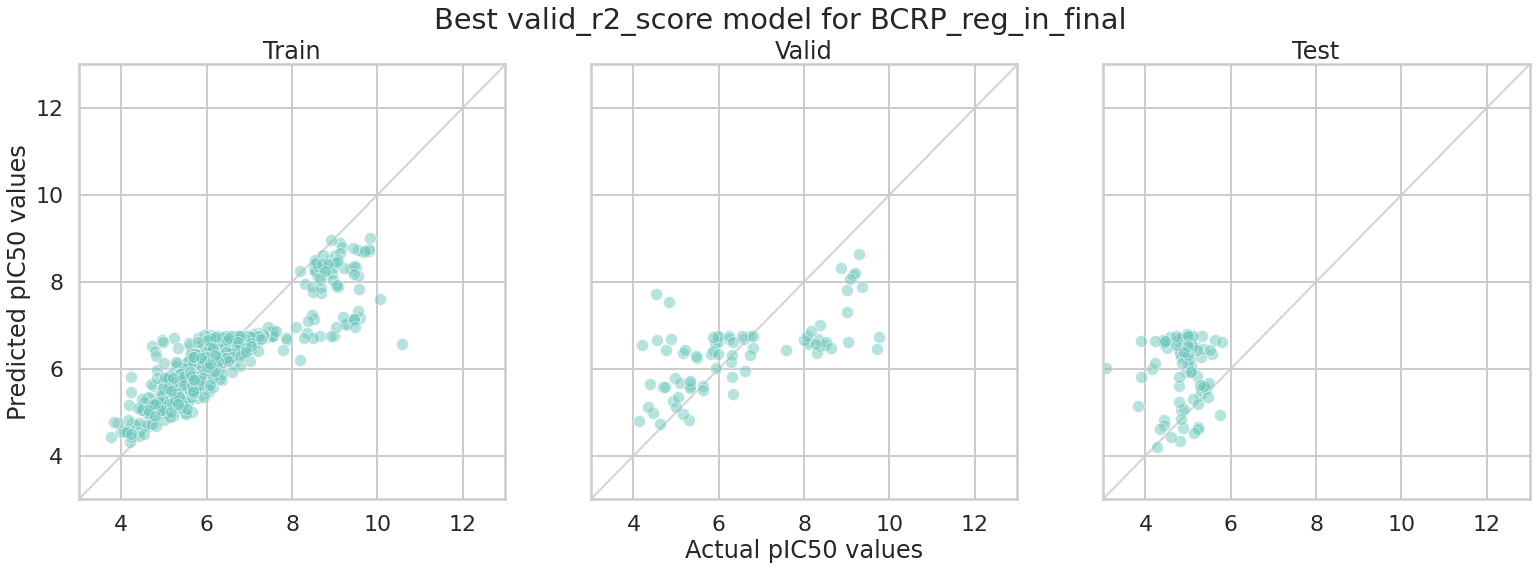 Best valid_r2_score model for BCRP_reg_in_final
Train Valid Test
Predicted pIC50 values
12
10
8
6
4
4 6 8 10 12 4 6 8 10 12 4 6 8 10 12
Actual pIC50 values